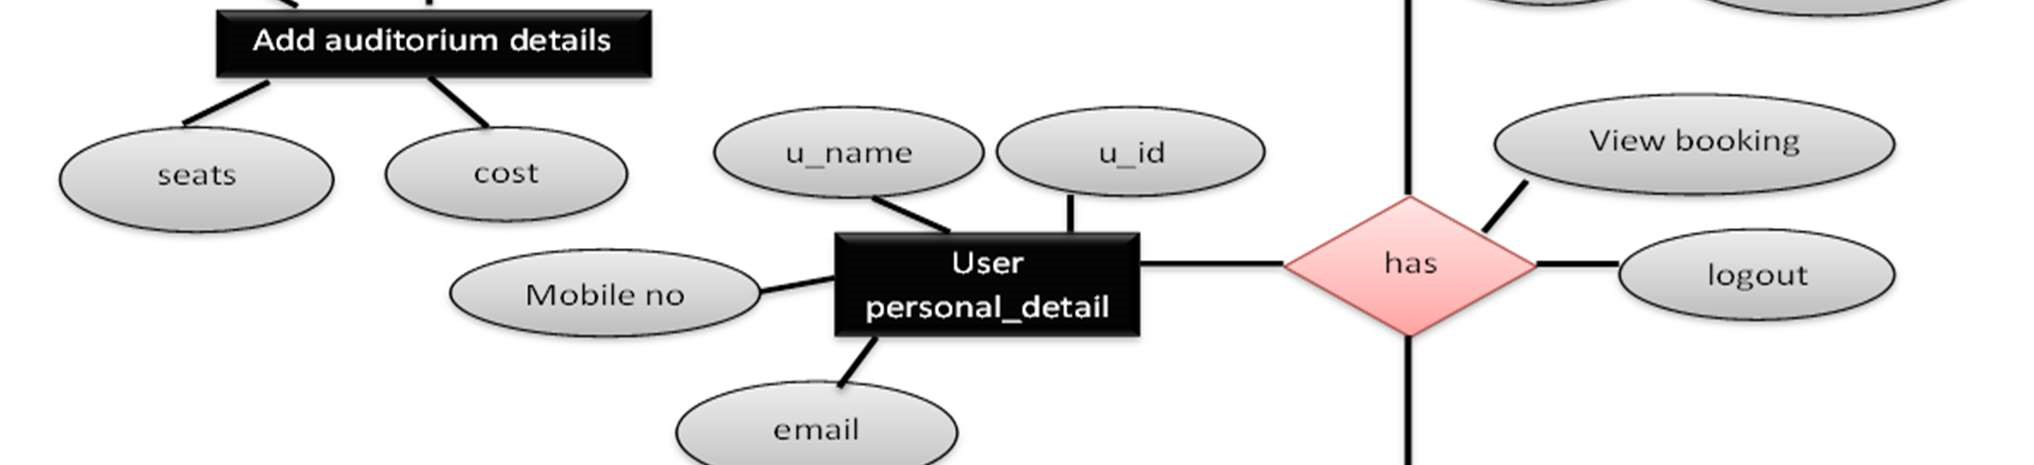 Add auditorium details
seats
cost
u_name
u_id
View booking
User
personal_detail
has
logout
Mobile no
email